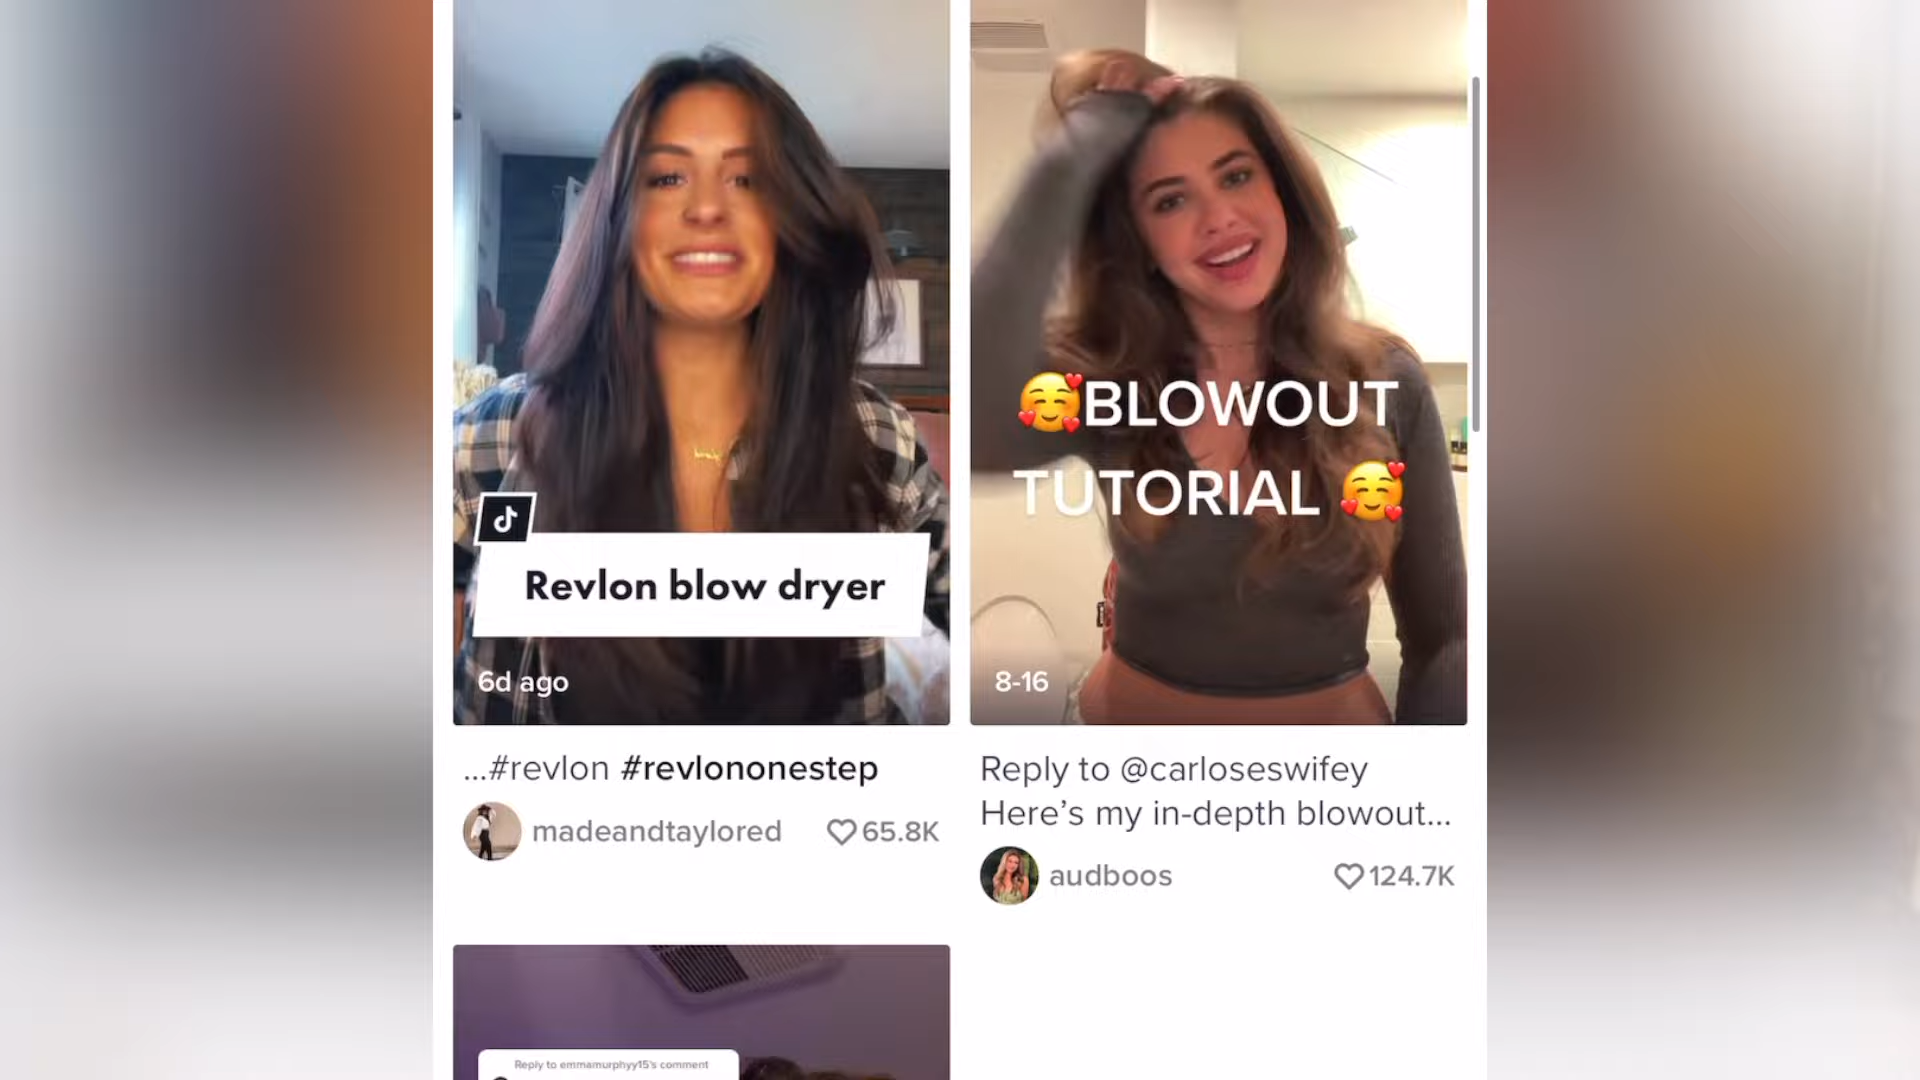 🥰BLOWOUT
TUTORIAL 🥰
Revlon blow dryer
6d ago
8-16
...#revlon #revlononestep
madeandtaylored
65.8K
Reply to @carloseswifey
Here's my in-depth blowout...
audboos
124.7K
Reply to emmamurphyy15's comment